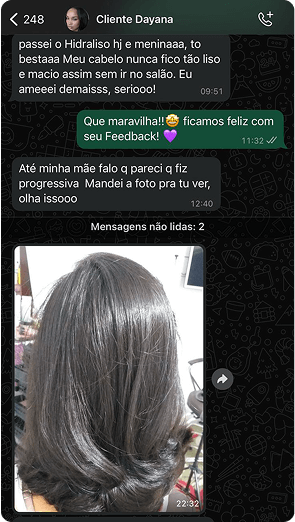 248
Cliente Dayana
passei o Hidraliso hj e meninaaa, to
bestaaa Meu cabelo nunca fico tão liso
e macio assim sem ir no salão. Eu
ameeei demaisss, seriooo!
09:51
Que maravilha!!🤩 ficamos feliz com
seu Feedback! 💜
11:32
Até minha mãe falo q pareci q fiz
progressiva Mandei a foto pra tu ver,
olha issooo
12:40
Mensagens não lidas: 2
22:32